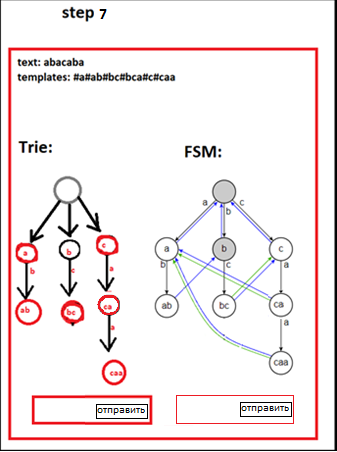 step 7
text: abacaba
templates: #a#ab#bc#bca#c#caa
Trie:
FSM:
a b c
b c a
ab bc ca
a
caa
a b c
a b c
b c a
ab bc ca
a
caa
отправить
отправить